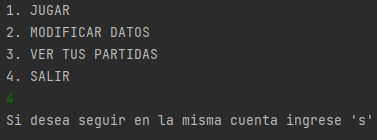 1. JUGAR
2. MODIFICAR DATOS
3. VER TUS PARTIDAS
4. SALIR
4
Si desea seguir en la misma cuenta ingrese 's'